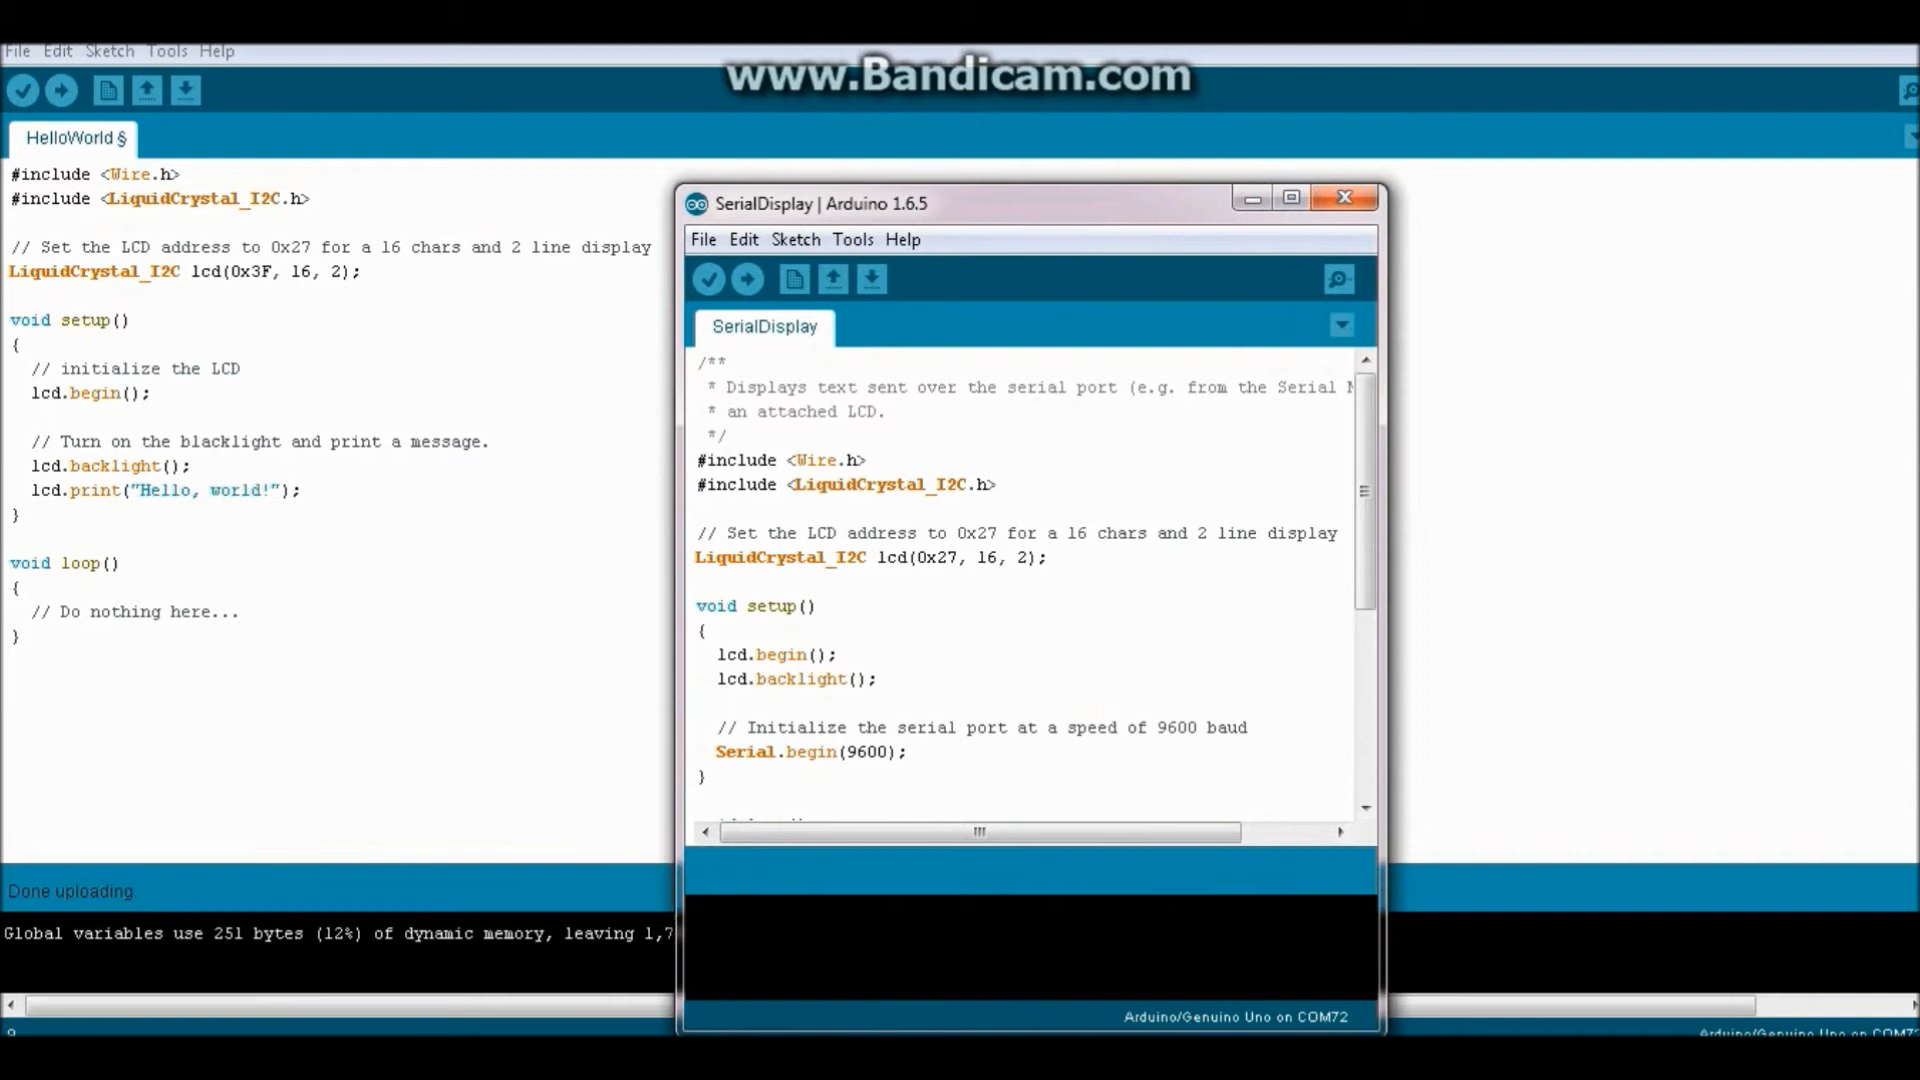 www.Bandicam.com
File Edit Sketch Tools Help
HelloWorld §
#include <Wire.h>
#include <LiquidCrystal_I2C.h>
// Set the LCD address to 0x27 for a 16 chars and 2 line display
LiquidCrystal_I2C lcd(0x3F, 16, 2);
void setup()
{
// initialize the LCD
lcd.begin();
// Turn on the blacklight and print a message.
lcd.backlight();
lcd.print("Hello, world!");
}
void loop()
{
// Do nothing here...
}
Done uploading.
Global variables use 251 bytes (12%) of dynamic memory, leaving 1,7
9
Arduino/Genuino Uno on COM72
SerialDisplay | Arduino 1.6.5
File Edit Sketch Tools Help
SerialDisplay
/**
* Displays text sent over the serial port (e.g. from the Serial M
* an attached LCD.
*/
#include <Wire.h>
#include <LiquidCrystal_I2C.h>
// Set the LCD address to 0x27 for a 16 chars and 2 line display
LiquidCrystal_I2C lcd(0x27, 16, 2);
void setup()
{
lcd.begin();
lcd.backlight();
// Initialize the serial port at a speed of 9600 baud
Serial.begin(9600);
}
Arduino/Genuino Uno on COM72